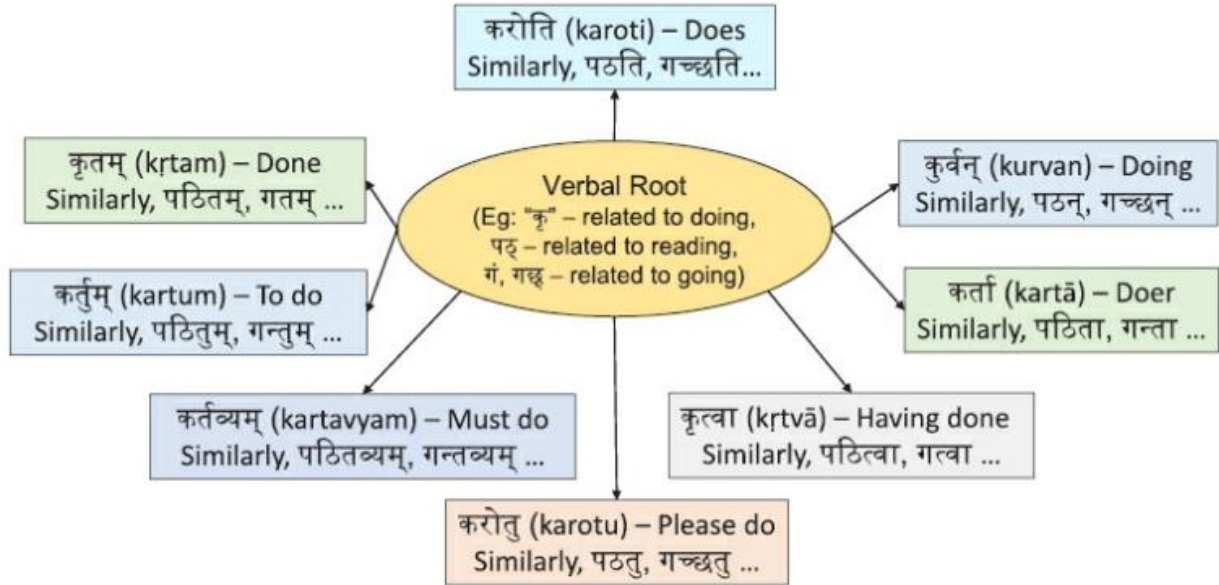 करोति (karoti) – Does
Similarly, पठति, गच्छति...
कृतम् (kṛtam) – Done
Similarly, पठितम्, गतम् ...
Verbal Root
(Eg: "कृ" – related to doing,
पठ् – related to reading,
गं, गछ् – related to going)
कुर्वन् (kurvan) – Doing
Similarly, पठन्, गच्छन् ...
कर्तुम् (kartum) – To do
Similarly, पठितुम्, गन्तुम् ...
कर्ता (kartā) – Doer
Similarly, पठिता, गन्ता ...
कर्तव्यम् (kartavyam) – Must do
Similarly, पठितव्यम्, गन्तव्यम् ...
कृत्वा (kṛtvā) – Having done
Similarly, पठित्वा, गत्वा ...
करोतु (karotu) – Please do
Similarly, पठतु, गच्छतु ...